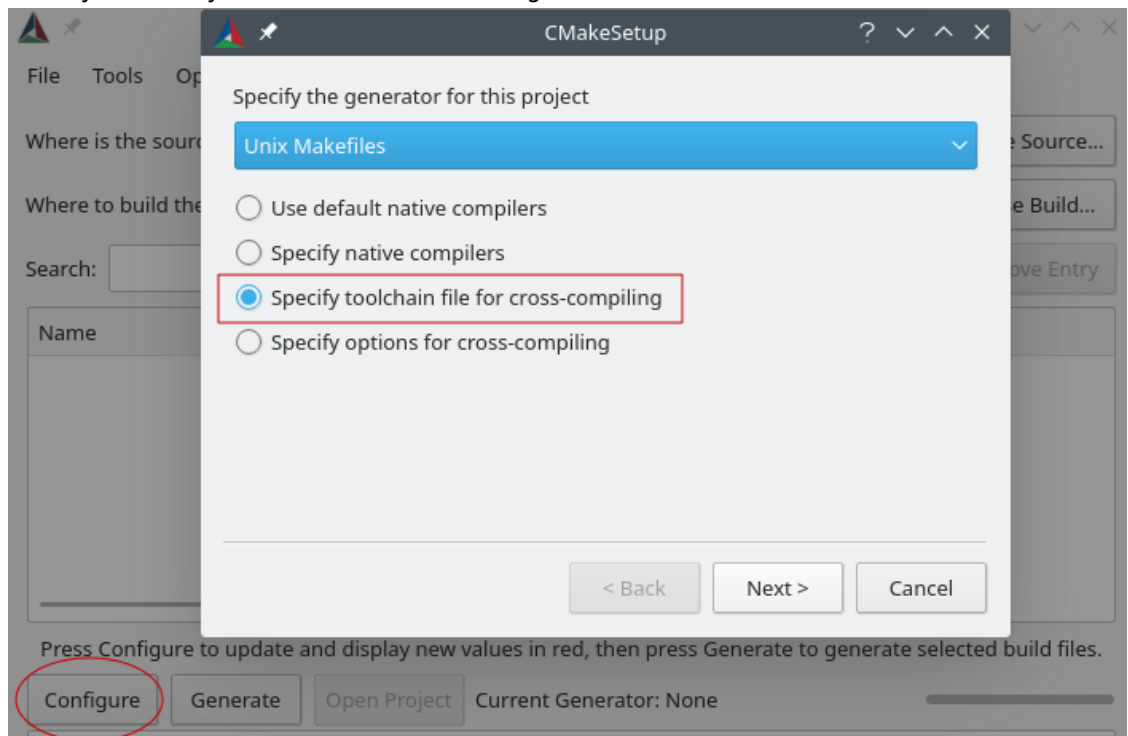 CMakeSetup
File Tools Op
Specify the generator for this project
Where is the sourc
Unix Makefiles
e Source...
Where to build the
Use default native compilers
e Build...
Specify native compilers
Search:
ove Entry
Specify toolchain file for cross-compiling
Name
Specify options for cross-compiling
< Back Next > Cancel
Press Configure to update and display new values in red, then press Generate to generate selected build files.
Configure Generate Open Project Current Generator: None